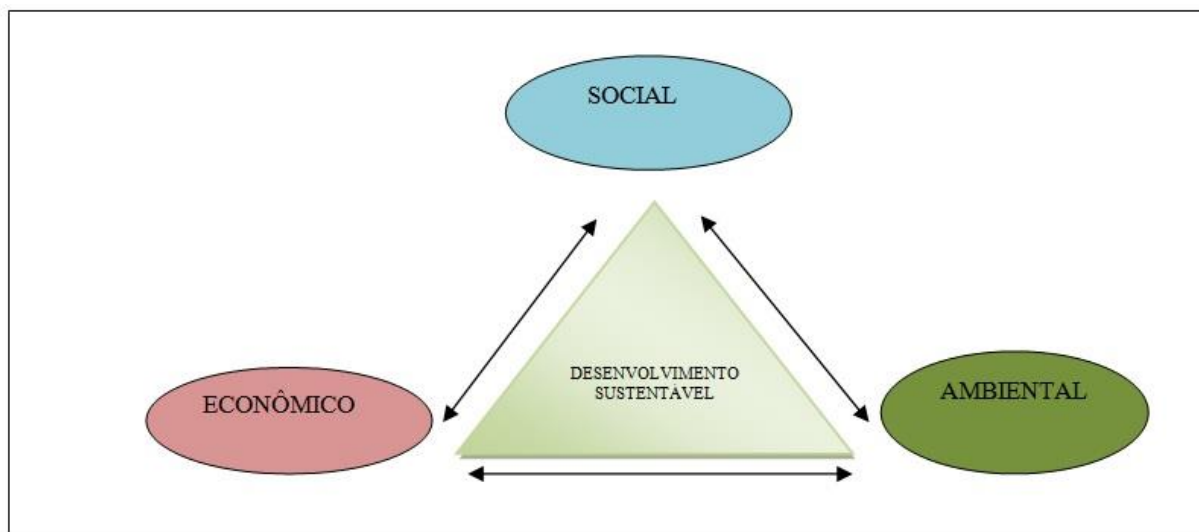 SOCIAL
ECONÔMICO
DESENVOLVIMENTO
SUSTENTÁVEL
AMBIENTAL